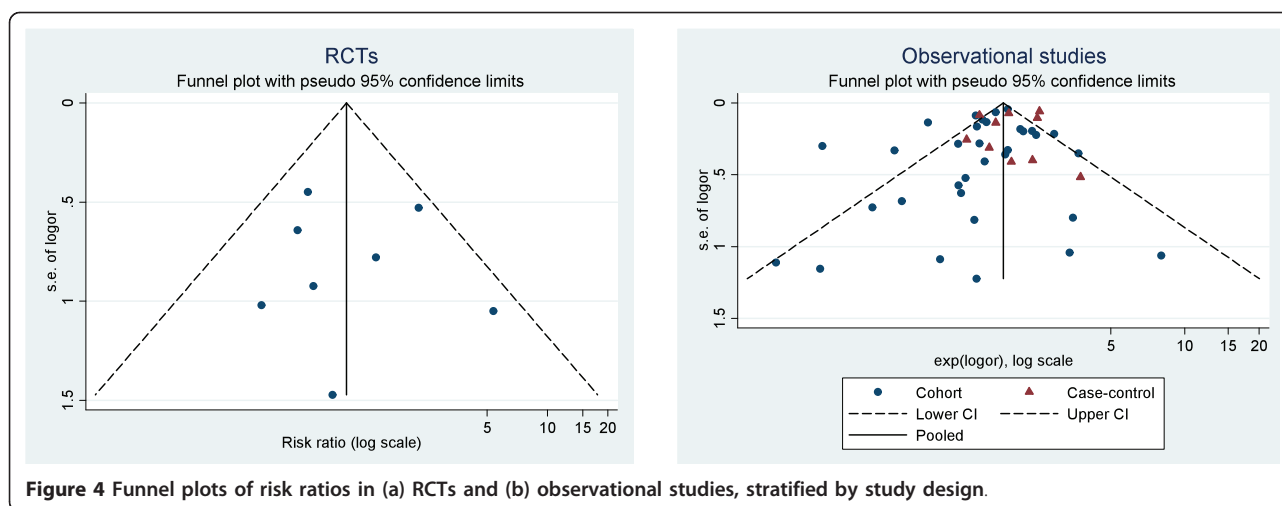 RCTs
Funnel plot with pseudo 95% confidence limits
0
.5
1
1.5
s.e. of logor
5 10 15 20
Risk ratio (log scale)
Observational studies
Funnel plot with pseudo 95% confidence limits
0
.5
1
1.5
s.e. of logor
5 10 15 20
exp(logor), log scale
Cohort Case-control
Lower CI Upper CI
Pooled
Figure 4 Funnel plots of risk ratios in (a) RCTs and (b) observational studies, stratified by study design.